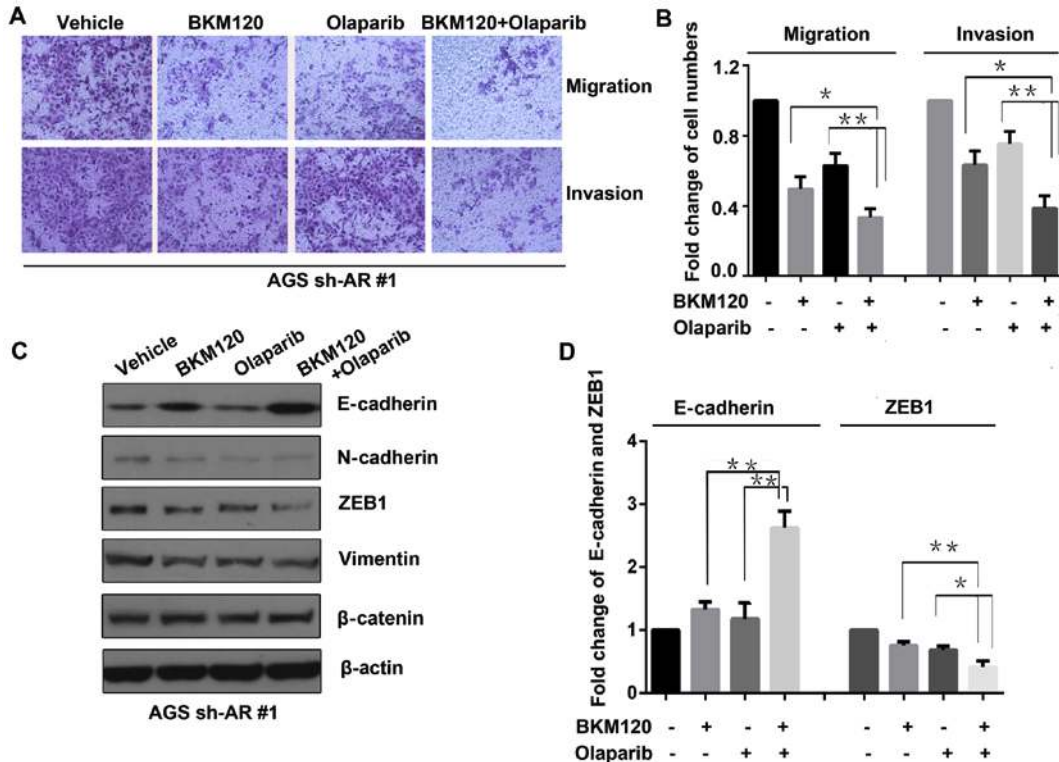 A
Vehicle BKM120 Olaparib BKM120+Olaparib
Migration
Invasion
AGS sh-AR #1
B
Migration Invasion
Fold change of cell numbers
1.2
0.8
0.4
0.0
* ** * **
BKM120 - + - + - + - +
Olaparib - - + + - - + +
C
Vehicle BKM120 Olaparib BKM120
+Olaparib
E-cadherin
N-cadherin
ZEB1
Vimentin
β-catenin
β-actin
AGS sh-AR #1
D
E-cadherin ZEB1
Fold change of E-cadherin and ZEB1
4
3
2
1
0
** ** ** *
BKM120 - + - + - + - +
Olaparib - - + + - - + +